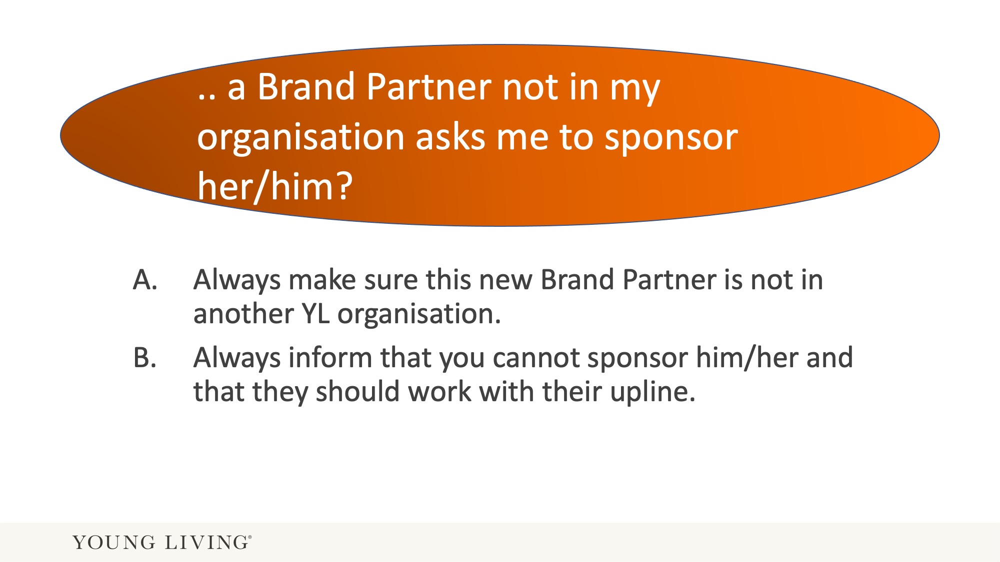 .. a Brand Partner not in my
organisation asks me to sponsor
her/him?
A. Always make sure this new Brand Partner is not in
another YL organisation.
B. Always inform that you cannot sponsor him/her and
that they should work with their upline.
YOUNG LIVING®